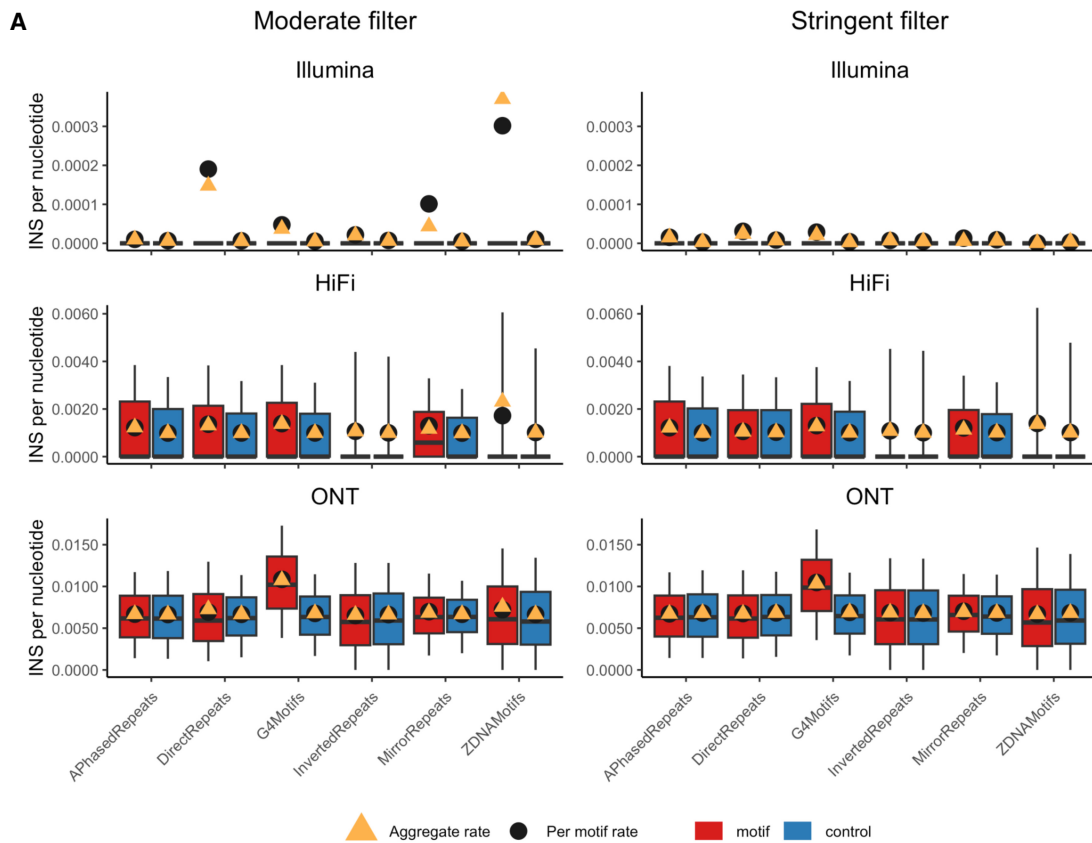 A
Moderate filter
Stringent filter
Illumina
Illumina
INS per nucleotide
0.0003
0.0002
0.0001
0.0000
INS per nucleotide
0.0003
0.0002
0.0001
0.0000
HiFi
HiFi
INS per nucleotide
0.0060
0.0040
0.0020
0.0000
0.0060
0.0040
0.0020
0.0000
ONT
ONT
INS per nucleotide
0.0150
0.0100
0.0050
0.0000
0.0150
0.0100
0.0050
0.0000
APhasedRepeats
DirectRepeats
G4Motifs
InvertedRepeats
MirrorRepeats
ZDNAMotifs
APhasedRepeats
DirectRepeats
G4Motifs
InvertedRepeats
MirrorRepeats
ZDNAMotifs
Aggregate rate
Per motif rate
motif
control